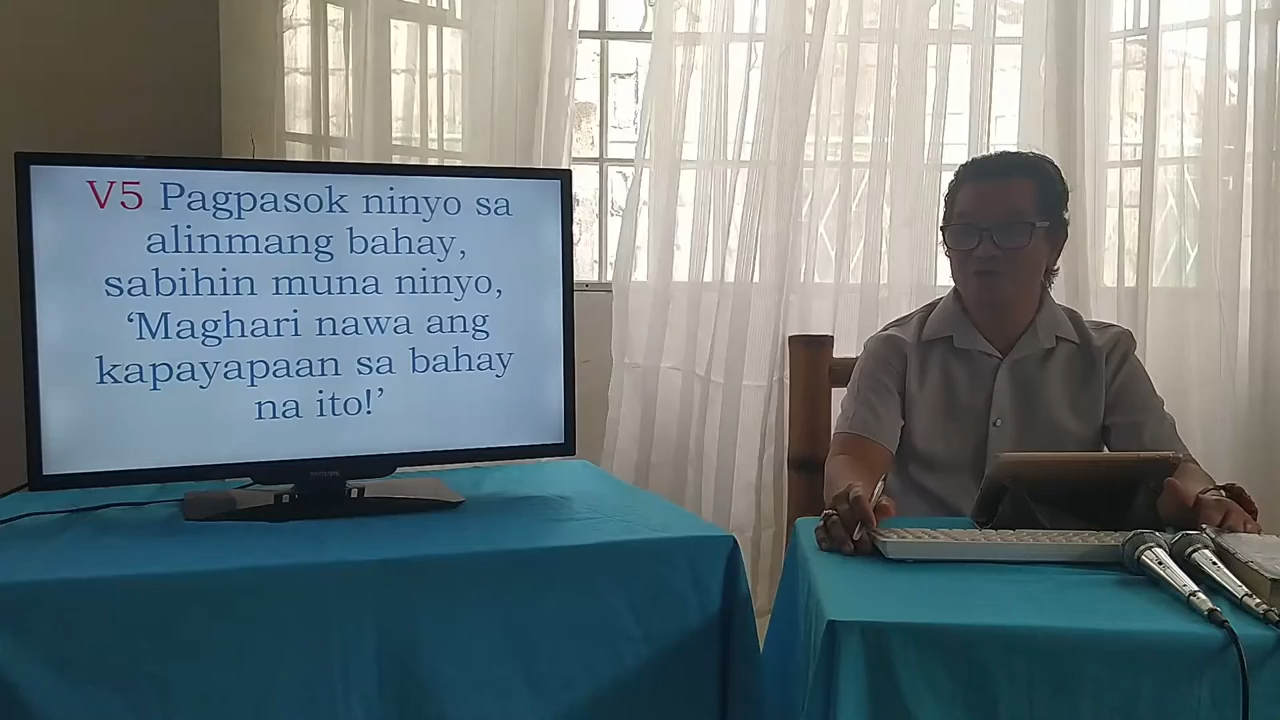 V5 Pagpasok ninyo sa
alinmang bahay,
sabihin muna ninyo,
‘Maghari nawa ang
kapayapaan sa bahay
na ito!’